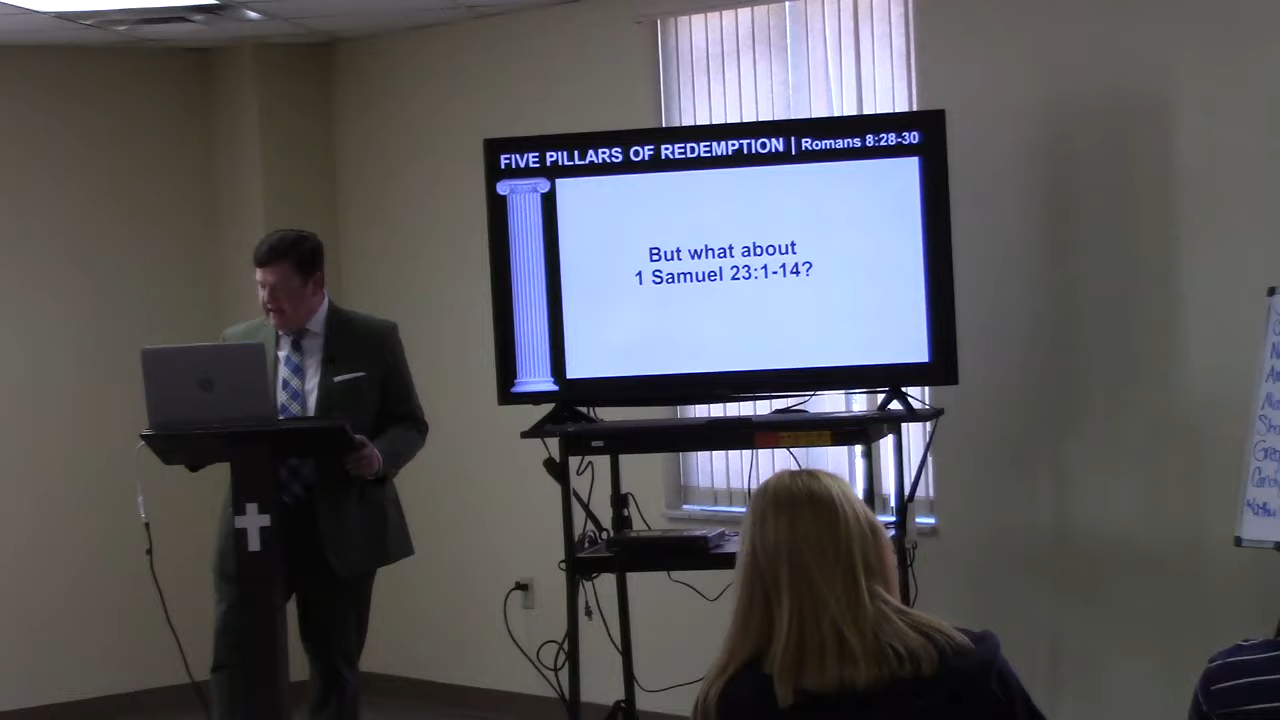 FIVE PILLARS OF REDEMPTION | Romans 8:28-30
But what about
1 Samuel 23:1-14?